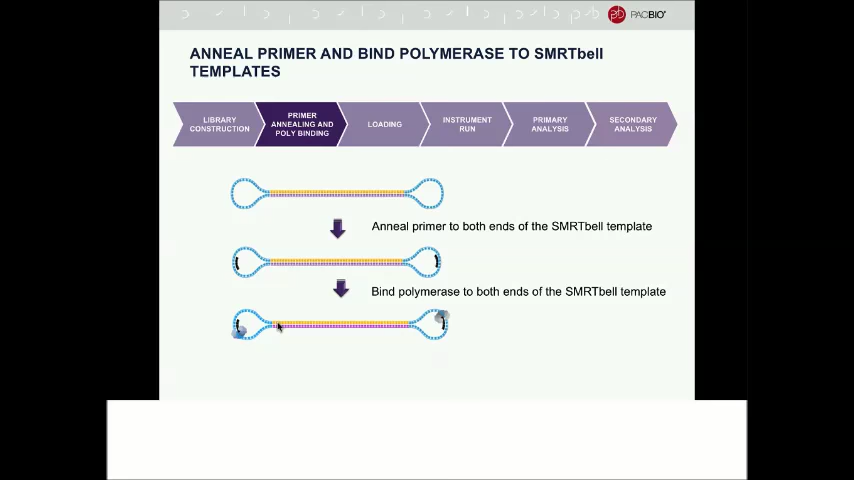 PACBIO®
ANNEAL PRIMER AND BIND POLYMERASE TO SMRTbell
TEMPLATES
LIBRARY
CONSTRUCTION
PRIMER
ANNEALING AND
POLY BINDING
LOADING
INSTRUMENT
RUN
PRIMARY
ANALYSIS
SECONDARY
ANALYSIS
Anneal primer to both ends of the SMRTbell template
Bind polymerase to both ends of the SMRTbell template